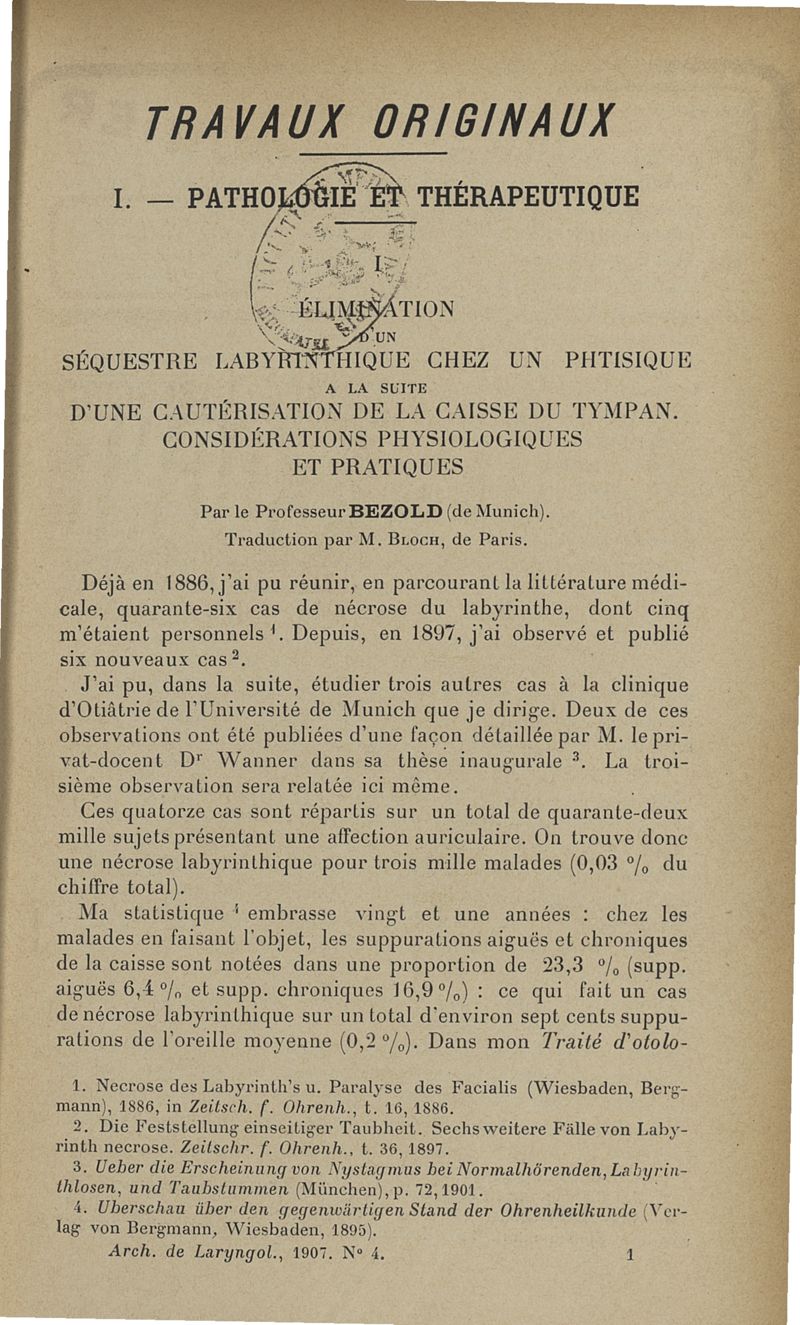 TRAVAUX ORIGINAUX
I. — PATHOLOGIE ET THÉRAPEUTIQUE
I
ÉLIMINATION
D'UN
SÉQUESTRE LABYRINTHIQUE CHEZ UN PHTISIQUE
A LA SUITE
D'UNE CAUTÉRISATION DE LA CAISSE DU TYMPAN.
CONSIDÉRATIONS PHYSIOLOGIQUES
ET PRATIQUES
Par le Professeur BEZOLD (de Munich).
Traduction par M. BLOCH, de Paris.
Déjà en 1886, j'ai pu réunir, en parcourant la littérature médi-
cale, quarante-six cas de nécrose du labyrinthe, dont cinq
m'étaient personnels 1. Depuis, en 1897, j'ai observé et publié
six nouveaux cas 2.
J'ai pu, dans la suite, étudier trois autres cas à la clinique
d'Otiâtrie de l'Université de Munich que je dirige. Deux de ces
observations ont été publiées d'une façon détaillée par M. le pri-
vat-docent Dr Wanner dans sa thèse inaugurale 3. La troi-
sième observation sera relatée ici même.
Ces quatorze cas sont répartis sur un total de quarante-deux
mille sujets présentant une affection auriculaire. On trouve donc
une nécrose labyrinthique pour trois mille malades (0,03 % du
chiffre total).
Ma statistique 4 embrasse vingt et une années : chez les
malades en faisant l'objet, les suppurations aiguës et chroniques
de la caisse sont notées dans une proportion de 23,3 % (supp.
aiguës 6,4 % et supp. chroniques 16,9 %) : ce qui fait un cas
de nécrose labyrinthique sur un total d'environ sept cents suppu-
rations de l'oreille moyenne (0,2 %). Dans mon Traité d'otolo-
1. Necrose des Labyrinth's u. Paralyse des Facialis (Wiesbaden, Berg-
mann), 1886, in Zeitsch. f. Ohrenh., t. 16, 1886.
2. Die Feststellung einseitiger Taubheit. Sechs weitere Fälle von Laby-
rinth necrose. Zeitschr. f. Ohrenh., t. 36, 1897.
3. Ueber die Erscheinung von Nystagmus bei Normalhörenden, Labyrin-
thlosen, und Taubstummen (München), p. 72, 1901.
4. Uberschau über den gegenwärtigen Stand der Ohrenheilkunde (Ver-
lag von Bergmann, Wiesbaden, 1895).
Arch. de Laryngol., 1907. N° 4. 1